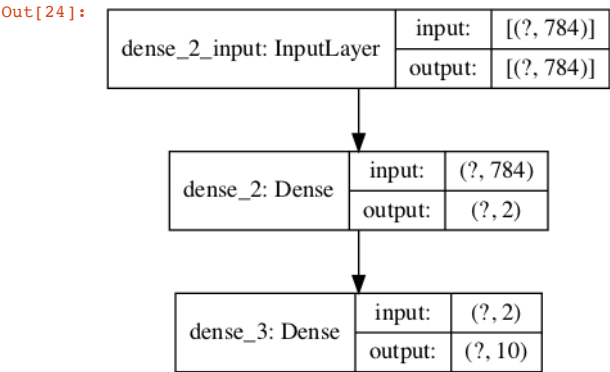 Out[24]:
dense_2_input: InputLayer
input:
[(?, 784)]
output:
[(?, 784)]
dense_2: Dense
input:
(?, 784)
output:
(?, 2)
dense_3: Dense
input:
(?, 2)
output:
(?, 10)